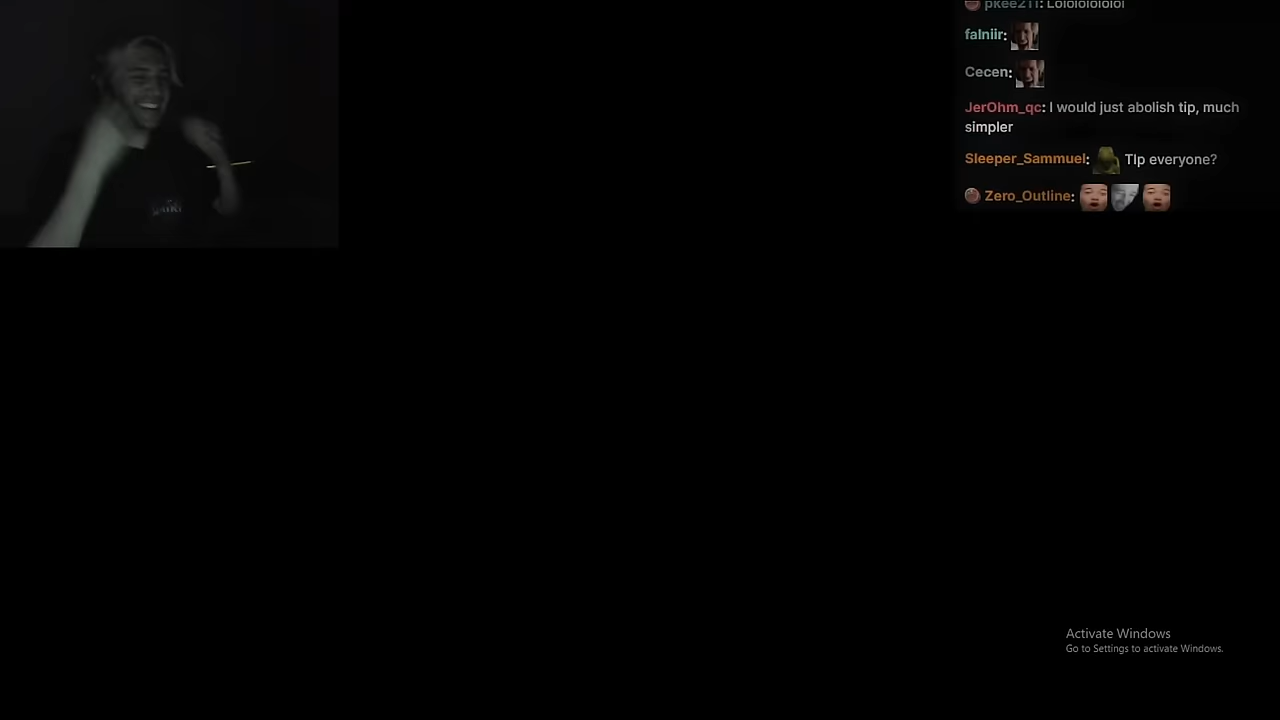 pkee211: Lolololololol
falniir:
Cecen:
JerOhm_qc: I would just abolish tip, much
simpler
Sleeper_Sammuel: TIp everyone?
Zero_Outline:
Activate Windows
Go to Settings to activate Windows.